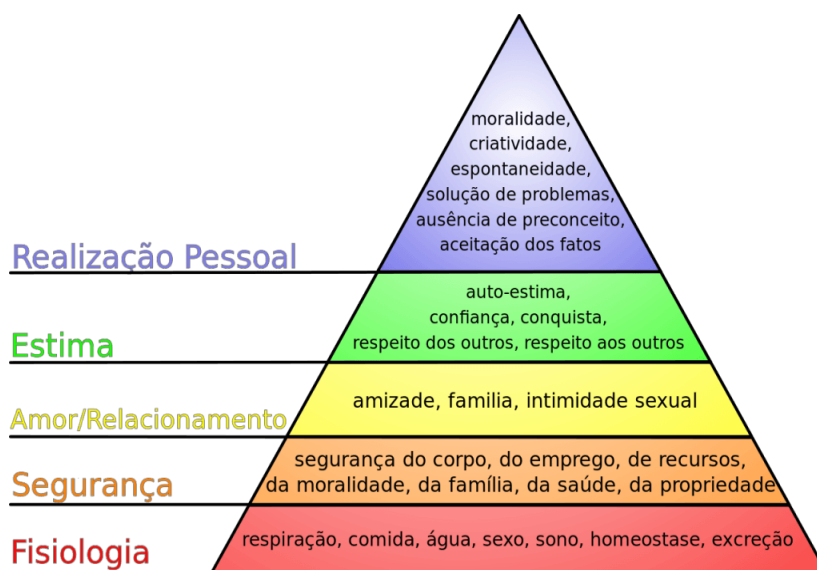 moralidade,
criatividade,
espontaneidade,
solução de problemas,
ausência de preconceito,
aceitação dos fatos
Realização Pessoal
auto-estima,
confiança, conquista,
respeito dos outros, respeito aos outros
Estima
amizade, familia, intimidade sexual
Amor/Relacionamento
segurança do corpo, do emprego, de recursos,
da moralidade, da família, da saúde, da propriedade
Segurança
respiração, comida, água, sexo, sono, homeostase, excreção
Fisiologia